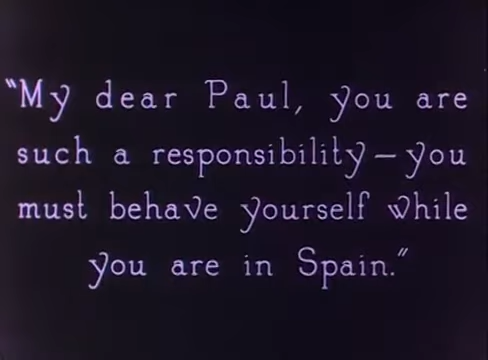 "My dear Paul, you are
such a responsibility—you
must behave yourself while
you are in Spain."